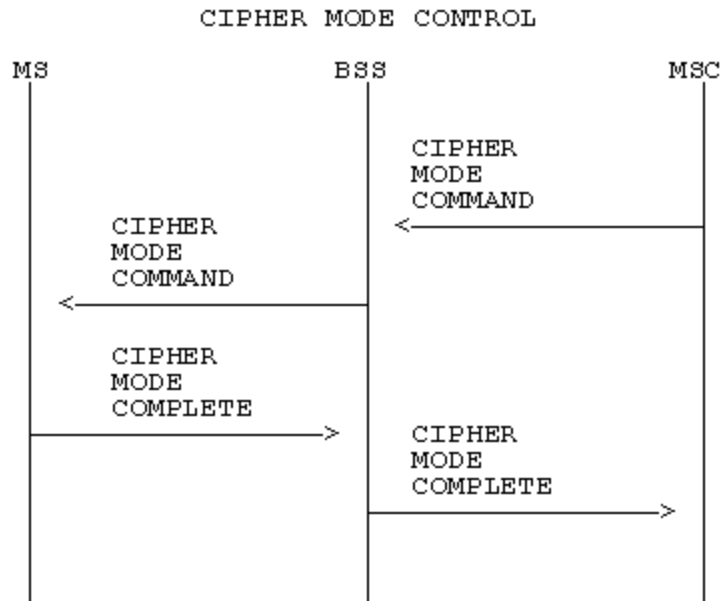 CIPHER MODE CONTROL
MS BSS MSC
CIPHER
MODE
COMMAND
CIPHER
MODE
COMMAND
CIPHER
MODE
COMPLETE
CIPHER
MODE
COMPLETE